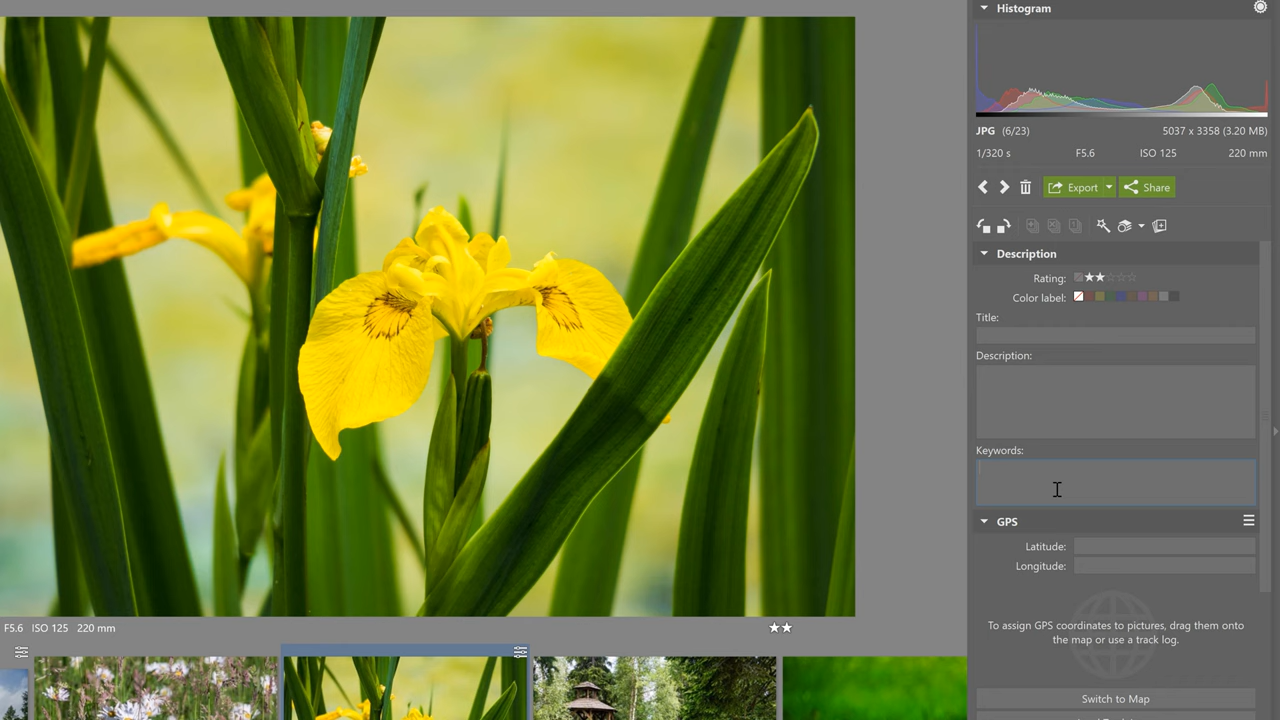 Histogram
JPG (6/23) 5037 x 3358 (3.20 MB)
1/320 s F5.6 ISO 125 220 mm
Export Share
Description
Rating:
Color label:
Title:
Description:
Keywords:
GPS
Latitude:
Longitude:
To assign GPS coordinates to pictures, drag them onto
the map or use a track log.
Switch to Map
F5.6 ISO 125 220 mm